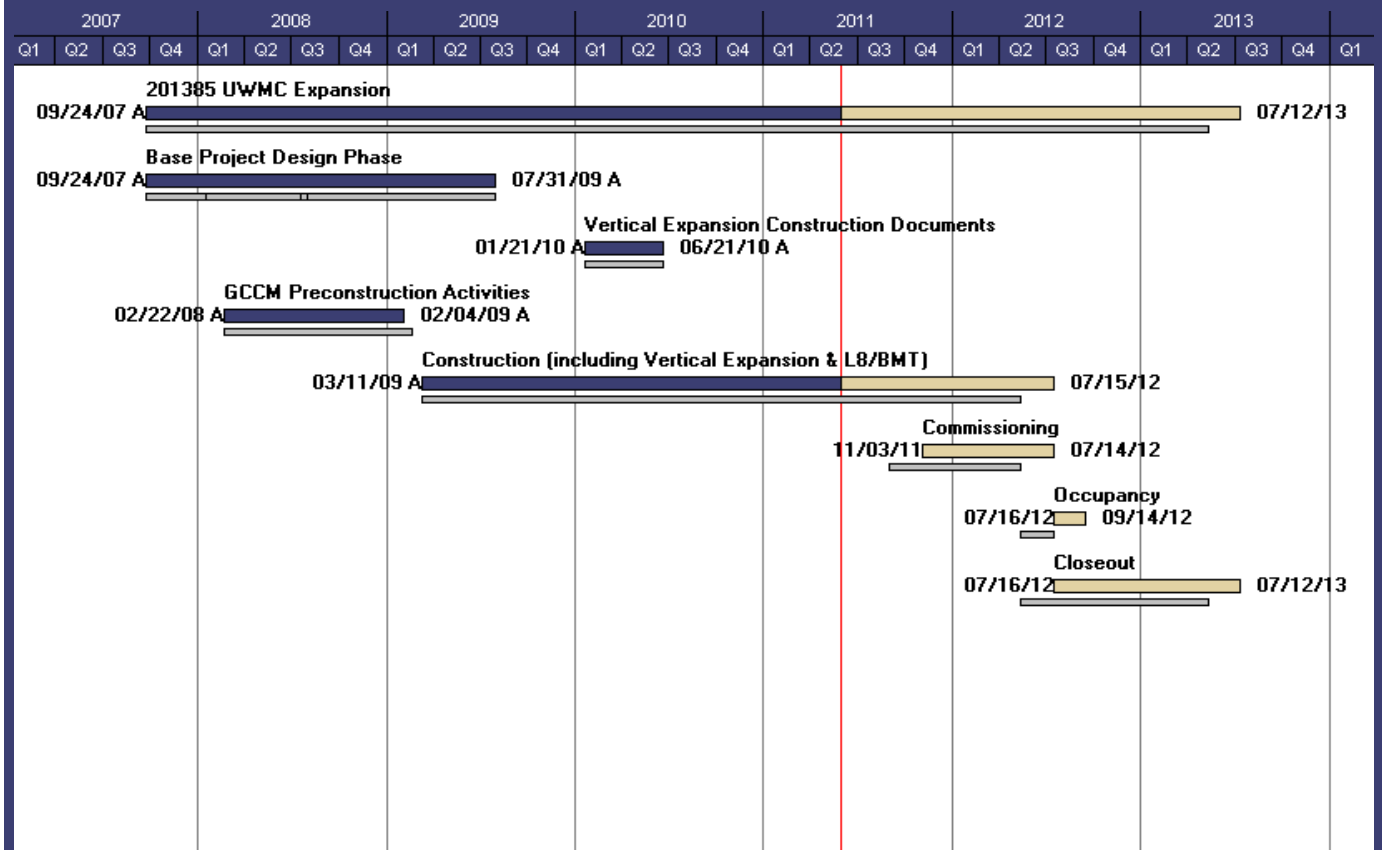 2007 2008 2009 2010 2011 2012 2013
Q1 Q2 Q3 Q4 Q1 Q2 Q3 Q4 Q1 Q2 Q3 Q4 Q1 Q2 Q3 Q4 Q1 Q2 Q3 Q4 Q1 Q2 Q3 Q4 Q1 Q2 Q3 Q4 Q1
201385 UWMC Expansion
09/24/07 A 07/12/13
Base Project Design Phase
09/24/07 A 07/31/09 A
Vertical Expansion Construction Documents
01/21/10 A 06/21/10 A
GCCM Preconstruction Activities
02/22/08 A 02/04/09 A
Construction (including Vertical Expansion & L8/BMT)
03/11/09 A 07/15/12
Commissioning
11/03/11 07/14/12
Occupancy
07/16/12 09/14/12
Closeout
07/16/12 07/12/13